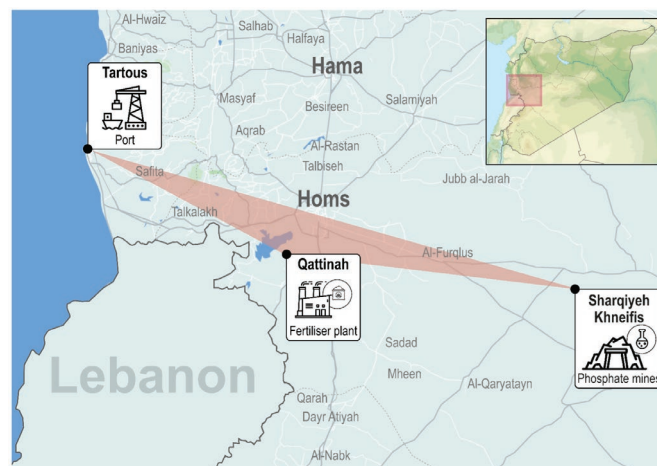 Al-Hwaiz
Salhab
Halfaya
Baniyas
Hama
Tartous
Port
Masyaf
Besireen
Salamiyah
Aqrab
Al-Rastan
Talbiseh
Safita
Jubb al-Jarah
Homs
Talkalakh
Al-Furqlus
Qattinah
Fertiliser plant
Sharqiyeh
Khneifis
Phosphate mines
Sadad
Mheen
Lebanon
Al-Qaryatayn
Qarah
Dayr Atiyah
Al-Nabk